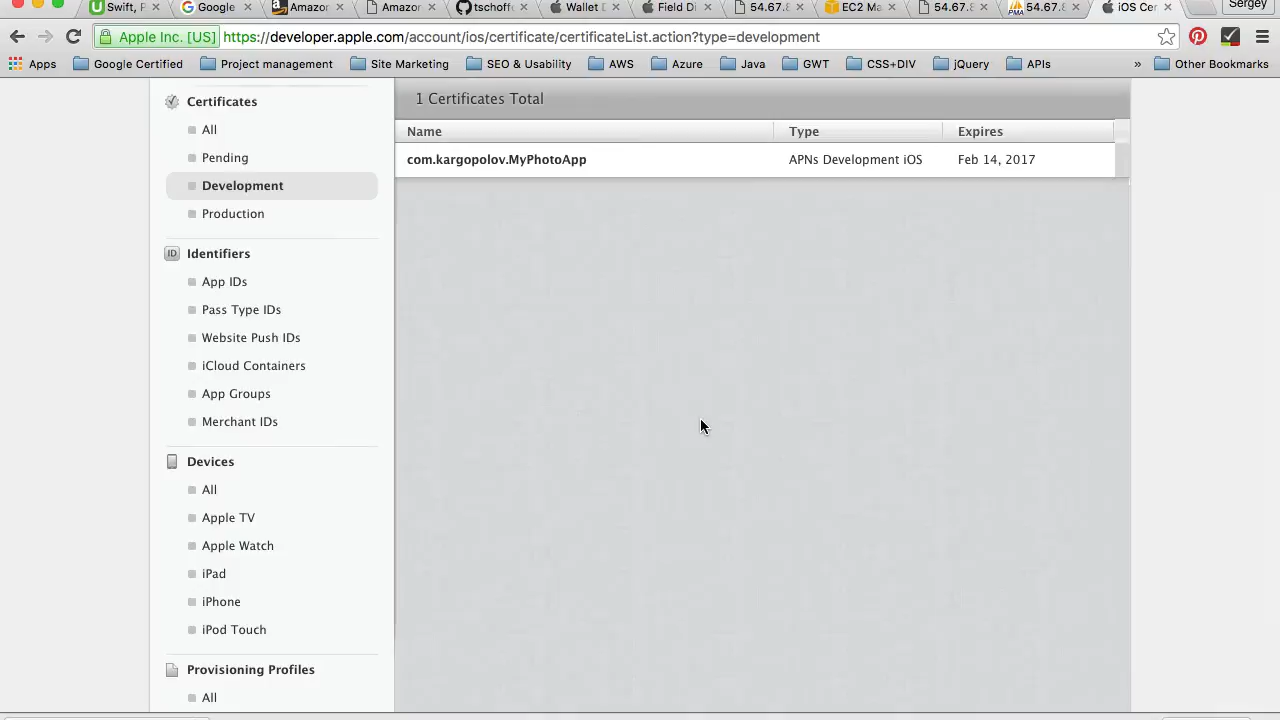 Swift, P
Google
Amazon
Amazon
tschoff
Wallet D
Field Di
54.67.8
EC2 Ma
54.67.8
54.67.8
iOS Cer
Sergey
Apple Inc. [US] https://developer.apple.com/account/ios/certificate/certificateList.action?type=development
Apps Google Certified Project management Site Marketing SEO & Usability AWS Azure Java GWT CSS+DIV jQuery APIs » Other Bookmarks
Certificates
All
Pending
Development
Production
Identifiers
App IDs
Pass Type IDs
Website Push IDs
iCloud Containers
App Groups
Merchant IDs
Devices
All
Apple TV
Apple Watch
iPad
iPhone
iPod Touch
Provisioning Profiles
All
1 Certificates Total
Name Type Expires
com.kargopolov.MyPhotoApp APNs Development iOS Feb 14, 2017